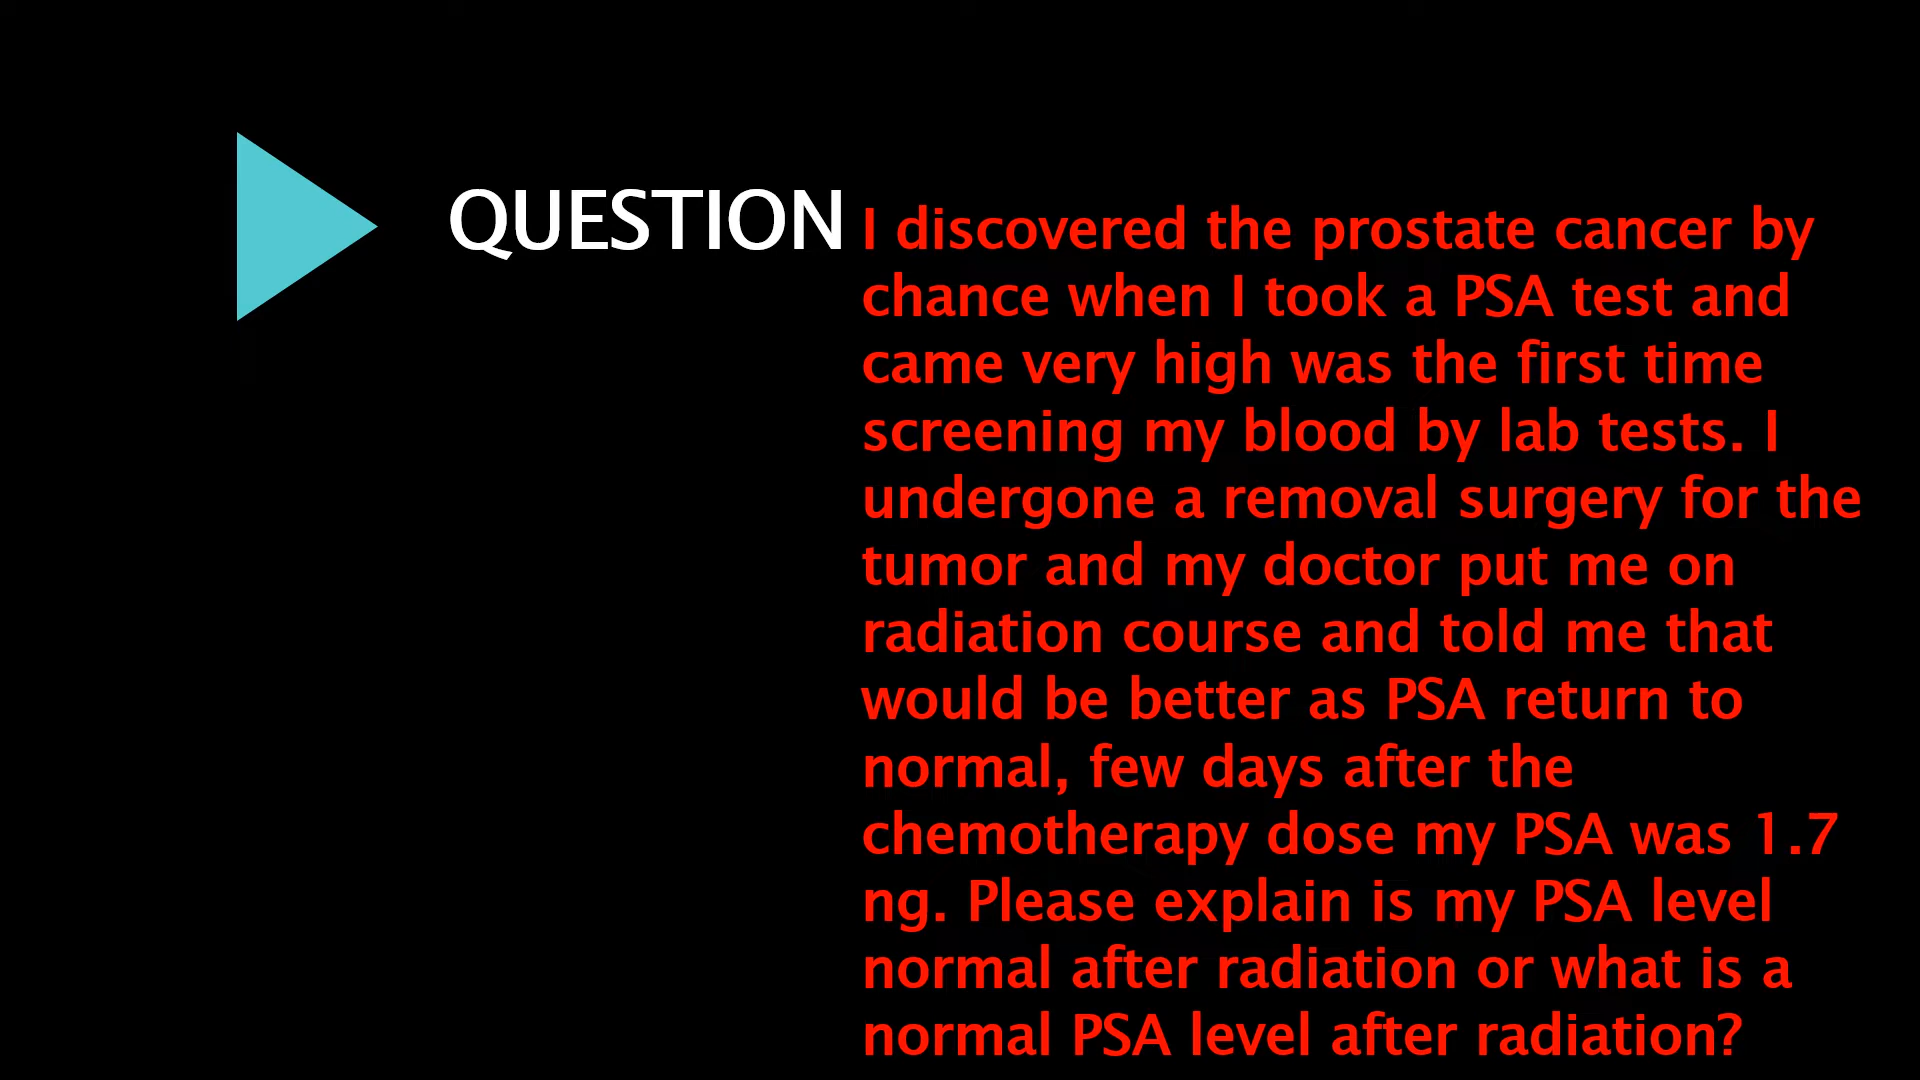 QUESTION
I discovered the prostate cancer by
chance when I took a PSA test and
came very high was the first time
screening my blood by lab tests. I
undergone a removal surgery for the
tumor and my doctor put me on
radiation course and told me that
would be better as PSA return to
normal, few days after the
chemotherapy dose my PSA was 1.7
ng. Please explain is my PSA level
normal after radiation or what is a
normal PSA level after radiation?